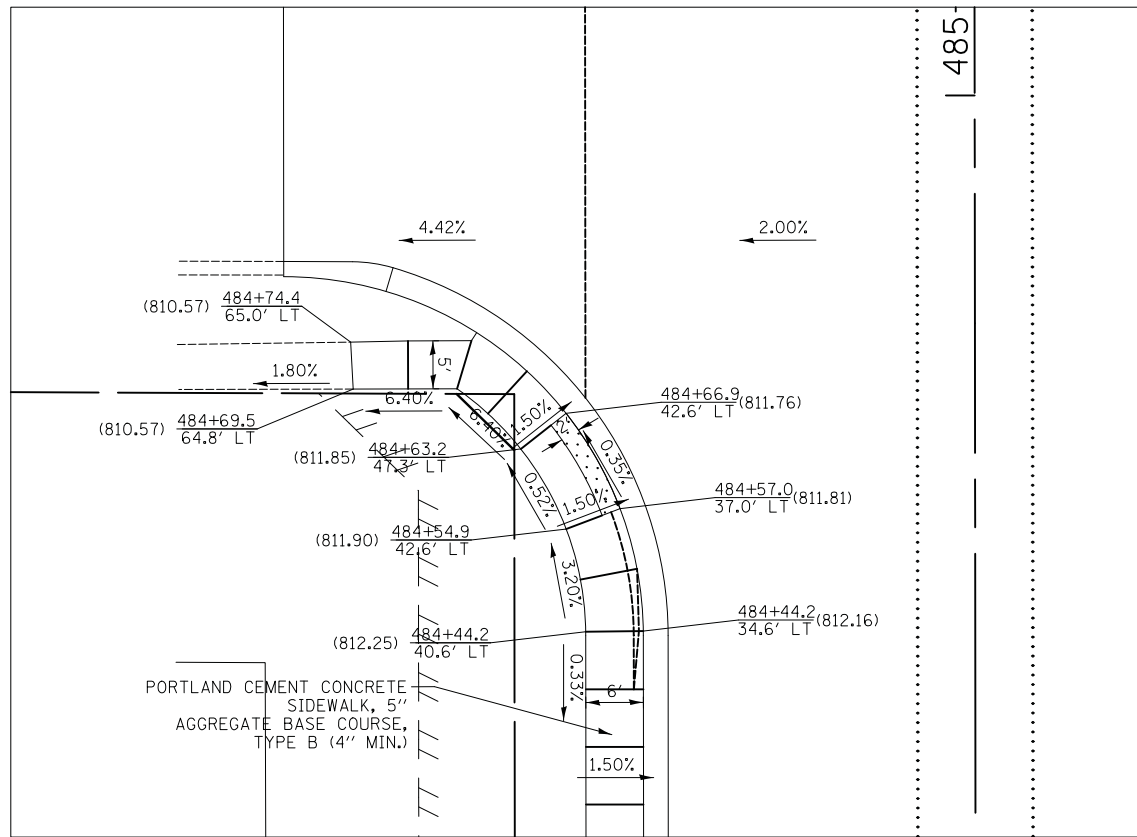 485
4.42%
2.00%
484+74.4
(810.57)
65.0' LT
5'
1.80%
6.40%
6.40%
1.50%
2'
484+66.9
(811.76)
42.6' LT
484+69.5
(810.57)
64.8' LT
484+63.2
(811.85)
47.3' LT
0.35%
0.52%
1.50%
484+57.0
(811.81)
37.0' LT
484+54.9
(811.90)
42.6' LT
3.20%
484+44.2
(812.16)
34.6' LT
484+44.2
(812.25)
40.6' LT
0.33%
6'
PORTLAND CEMENT CONCRETE
SIDEWALK, 5''
AGGREGATE BASE COURSE,
TYPE B (4'' MIN.)
1.50%